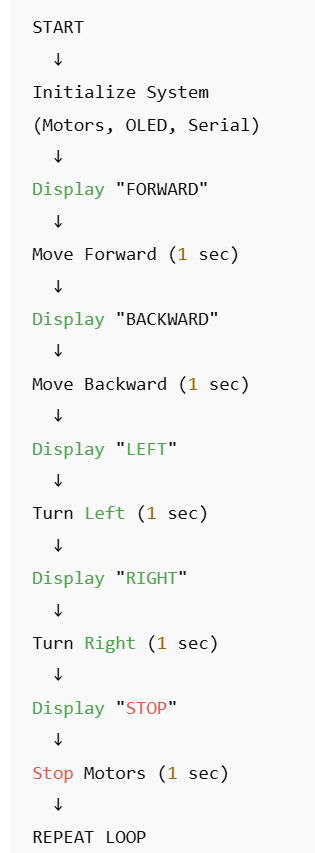 START
↓
Initialize System
(Motors, OLED, Serial)
↓
Display "FORWARD"
↓
Move Forward (1 sec)
↓
Display "BACKWARD"
↓
Move Backward (1 sec)
↓
Display "LEFT"
↓
Turn Left (1 sec)
↓
Display "RIGHT"
↓
Turn Right (1 sec)
↓
Display "STOP"
↓
Stop Motors (1 sec)
↓
REPEAT LOOP